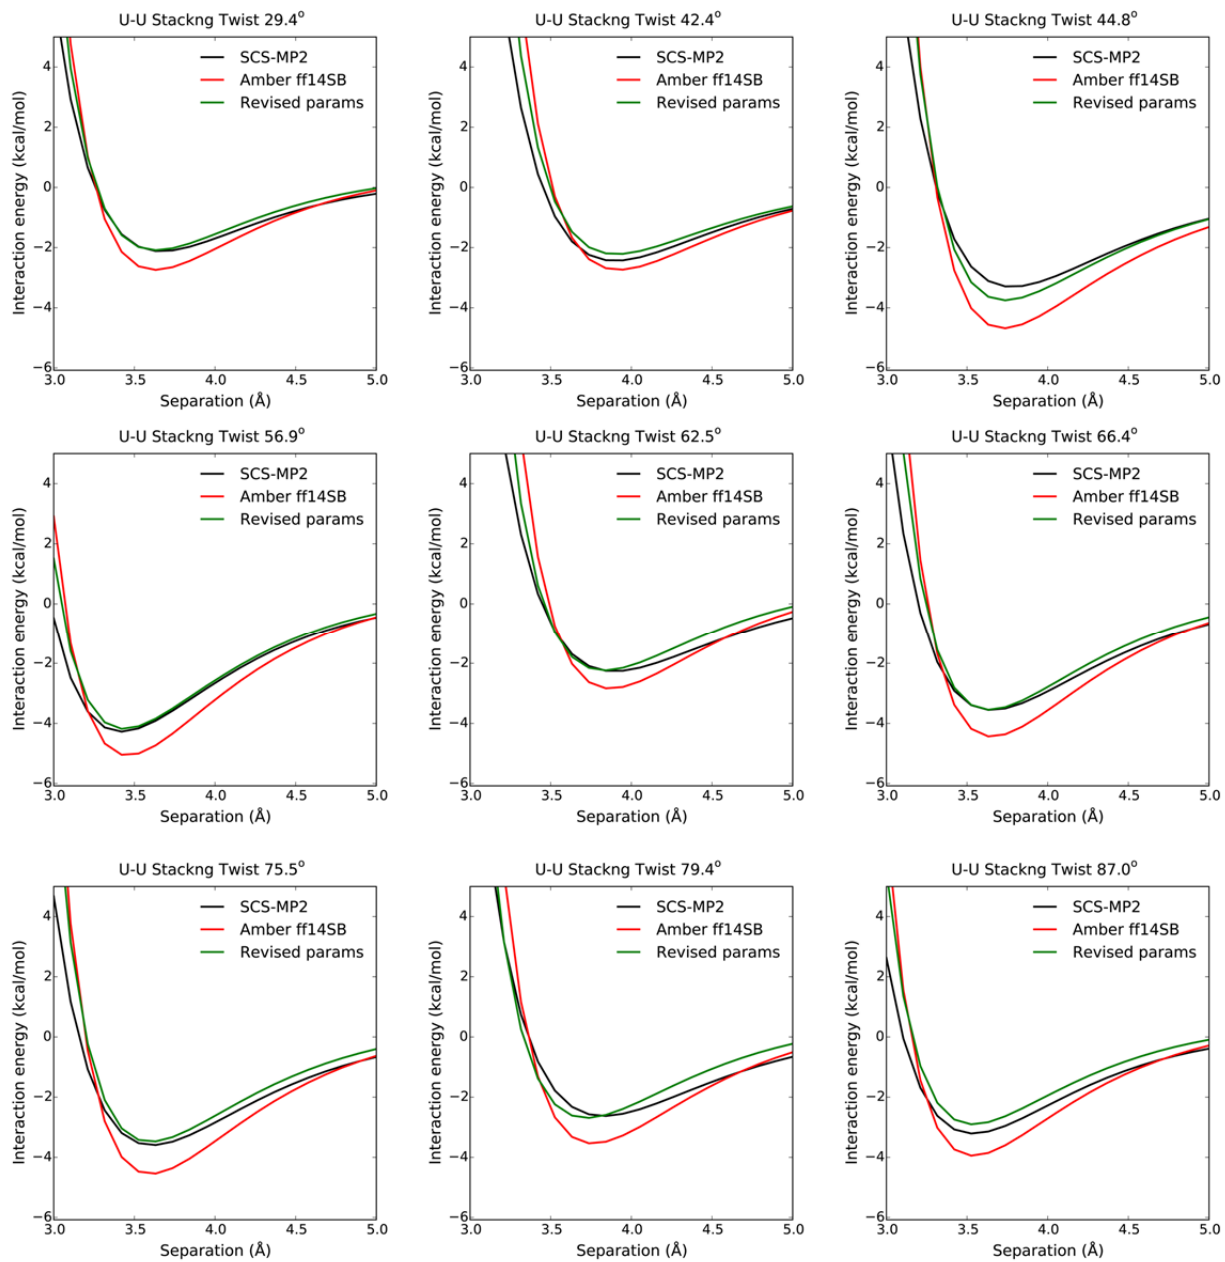 U-U Stackng Twist 29.4°
SCS-MP2
Amber ff14SB
Revised params
4
2
0
−2
−4
−6
Interaction energy (kcal/mol)
3.0 3.5 4.0 4.5 5.0
Separation (Å)
U-U Stackng Twist 42.4°
SCS-MP2
Amber ff14SB
Revised params
4
2
0
−2
−4
−6
Interaction energy (kcal/mol)
3.0 3.5 4.0 4.5 5.0
Separation (Å)
U-U Stackng Twist 44.8°
SCS-MP2
Amber ff14SB
Revised params
4
2
0
−2
−4
−6
Interaction energy (kcal/mol)
3.0 3.5 4.0 4.5 5.0
Separation (Å)
U-U Stackng Twist 56.9°
SCS-MP2
Amber ff14SB
Revised params
4
2
0
−2
−4
−6
Interaction energy (kcal/mol)
3.0 3.5 4.0 4.5 5.0
Separation (Å)
U-U Stackng Twist 62.5°
SCS-MP2
Amber ff14SB
Revised params
4
2
0
−2
−4
−6
Interaction energy (kcal/mol)
3.0 3.5 4.0 4.5 5.0
Separation (Å)
U-U Stackng Twist 66.4°
SCS-MP2
Amber ff14SB
Revised params
4
2
0
−2
−4
−6
Interaction energy (kcal/mol)
3.0 3.5 4.0 4.5 5.0
Separation (Å)
U-U Stackng Twist 75.5°
SCS-MP2
Amber ff14SB
Revised params
4
2
0
−2
−4
−6
Interaction energy (kcal/mol)
3.0 3.5 4.0 4.5 5.0
Separation (Å)
U-U Stackng Twist 79.4°
SCS-MP2
Amber ff14SB
Revised params
4
2
0
−2
−4
−6
Interaction energy (kcal/mol)
3.0 3.5 4.0 4.5 5.0
Separation (Å)
U-U Stackng Twist 87.0°
SCS-MP2
Amber ff14SB
Revised params
4
2
0
−2
−4
−6
Interaction energy (kcal/mol)
3.0 3.5 4.0 4.5 5.0
Separation (Å)